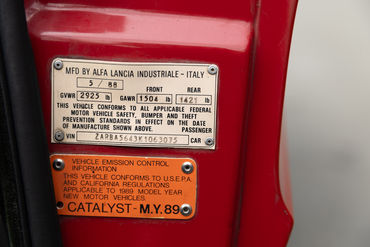 MFD BY ALFA LANCIA INDUSTRIALE - ITALY
5 / 88
FRONT REAR
GVWR 2925 lb GAWR 1504 lb 1421 lb
THIS VEHICLE CONFORMS TO ALL APPLICABLE FEDERAL
MOTOR VEHICLE SAFETY, BUMPER AND THEFT
PREVENTION STANDARDS IN EFFECT ON THE DATE
OF MANUFACTURE SHOWN ABOVE. PASSENGER
VIN ZAPBA5643K1063075 CAR
VEHICLE EMISSION CONTROL
INFORMATION
THIS VEHICLE CONFORMS TO U.S.E.P.A.
AND CALIFORNIA REGULATIONS
APPLICABLE TO 1989 MODEL YEAR
NEW MOTOR VEHICLES
CATALYST - M.Y. 89